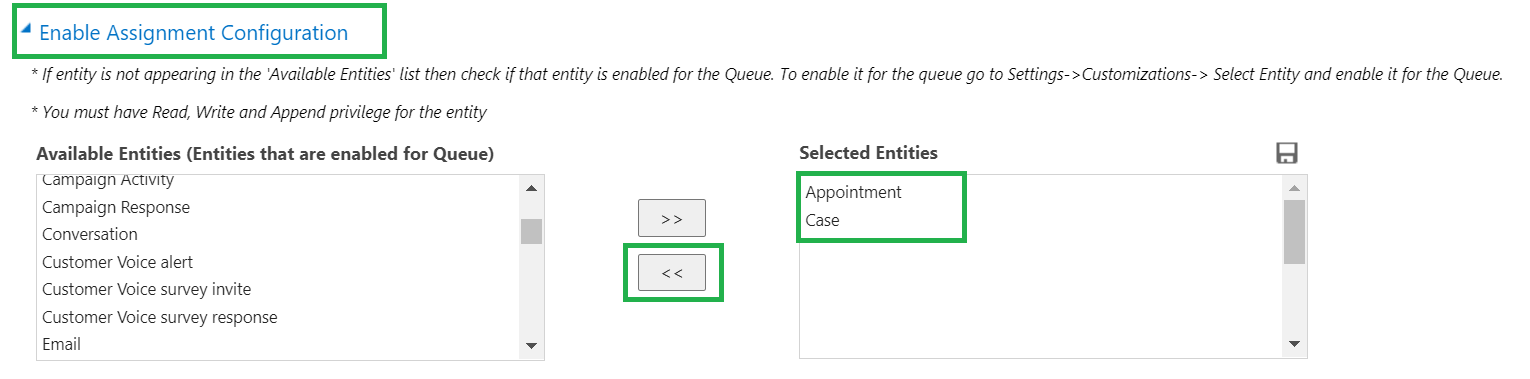 Enable Assignment Configuration
* If entity is not appearing in the 'Available Entities' list then check if that entity is enabled for the Queue. To enable it for the queue go to Settings->Customizations-> Select Entity and enable it for the Queue.
* You must have Read, Write and Append privilege for the entity
Available Entities (Entities that are enabled for Queue)
Campaign Activity
Campaign Response
Conversation
Customer Voice alert
Customer Voice survey invite
Customer Voice survey response
Email
>>
<<
Selected Entities
Appointment
Case